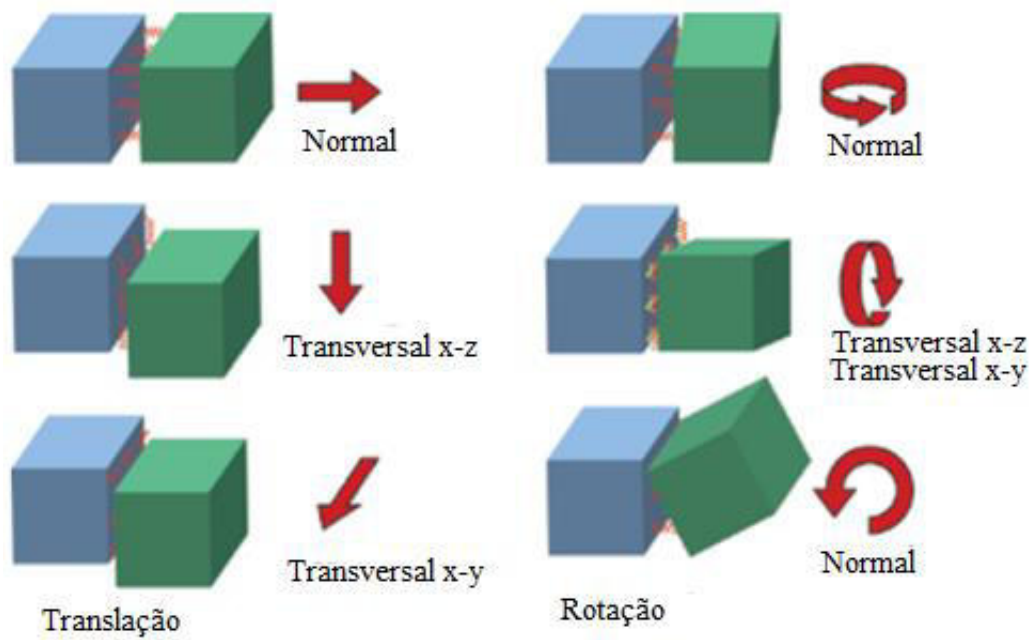 Normal
Normal
Transversal x-z
Transversal x-z
Transversal x-y
Transversal x-y
Normal
Translação
Rotação